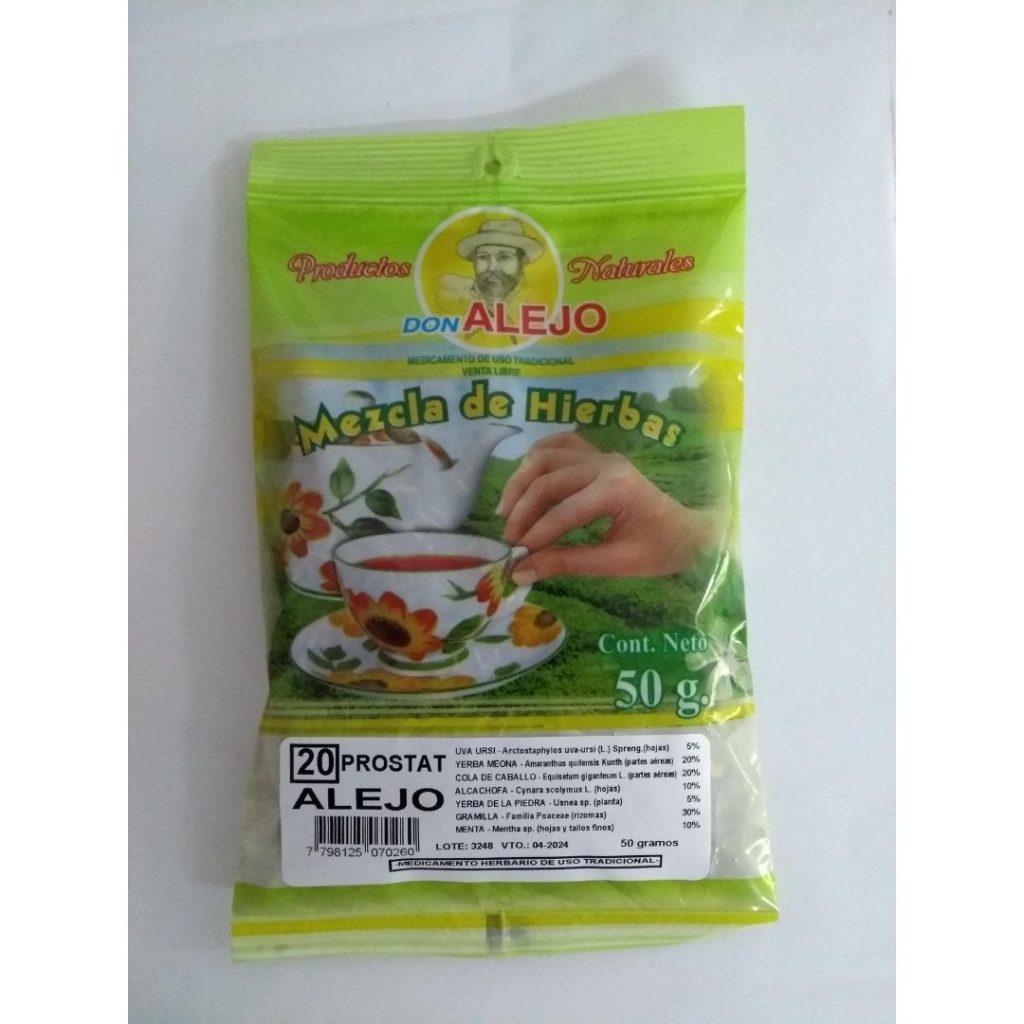 Productos Naturales
DON ALEJO
MEDICAMENTO DE USO TRADICIONAL
VENTA LIBRE
Mezcla de Hierbas
Cont. Neto
50 g.
20 PROSTAT
ALEJO
UVA URSI - Arctostaphylos uva-ursi (L.) Spreng.(hojas) 5%
YERBA MEONA - Amaranthus quitensis Kunth (partes aéreas) 20%
COLA DE CABALLO - Equisetum giganteum L. (partes aéreas) 20%
ALCACHOFA - Cynara scolymus L. (hojas) 10%
YERBA DE LA PIEDRA - Usnea sp. (planta) 5%
GRAMILLA - Familia Poaceae (rizomas) 30%
MENTA - Mentha sp. (hojas y tallos finos) 10%
7 798125 070260
LOTE: 3248 VTO.: 04-2024 50 gramos
-MEDICAMENTO HERBARIO DE USO TRADICIONAL-